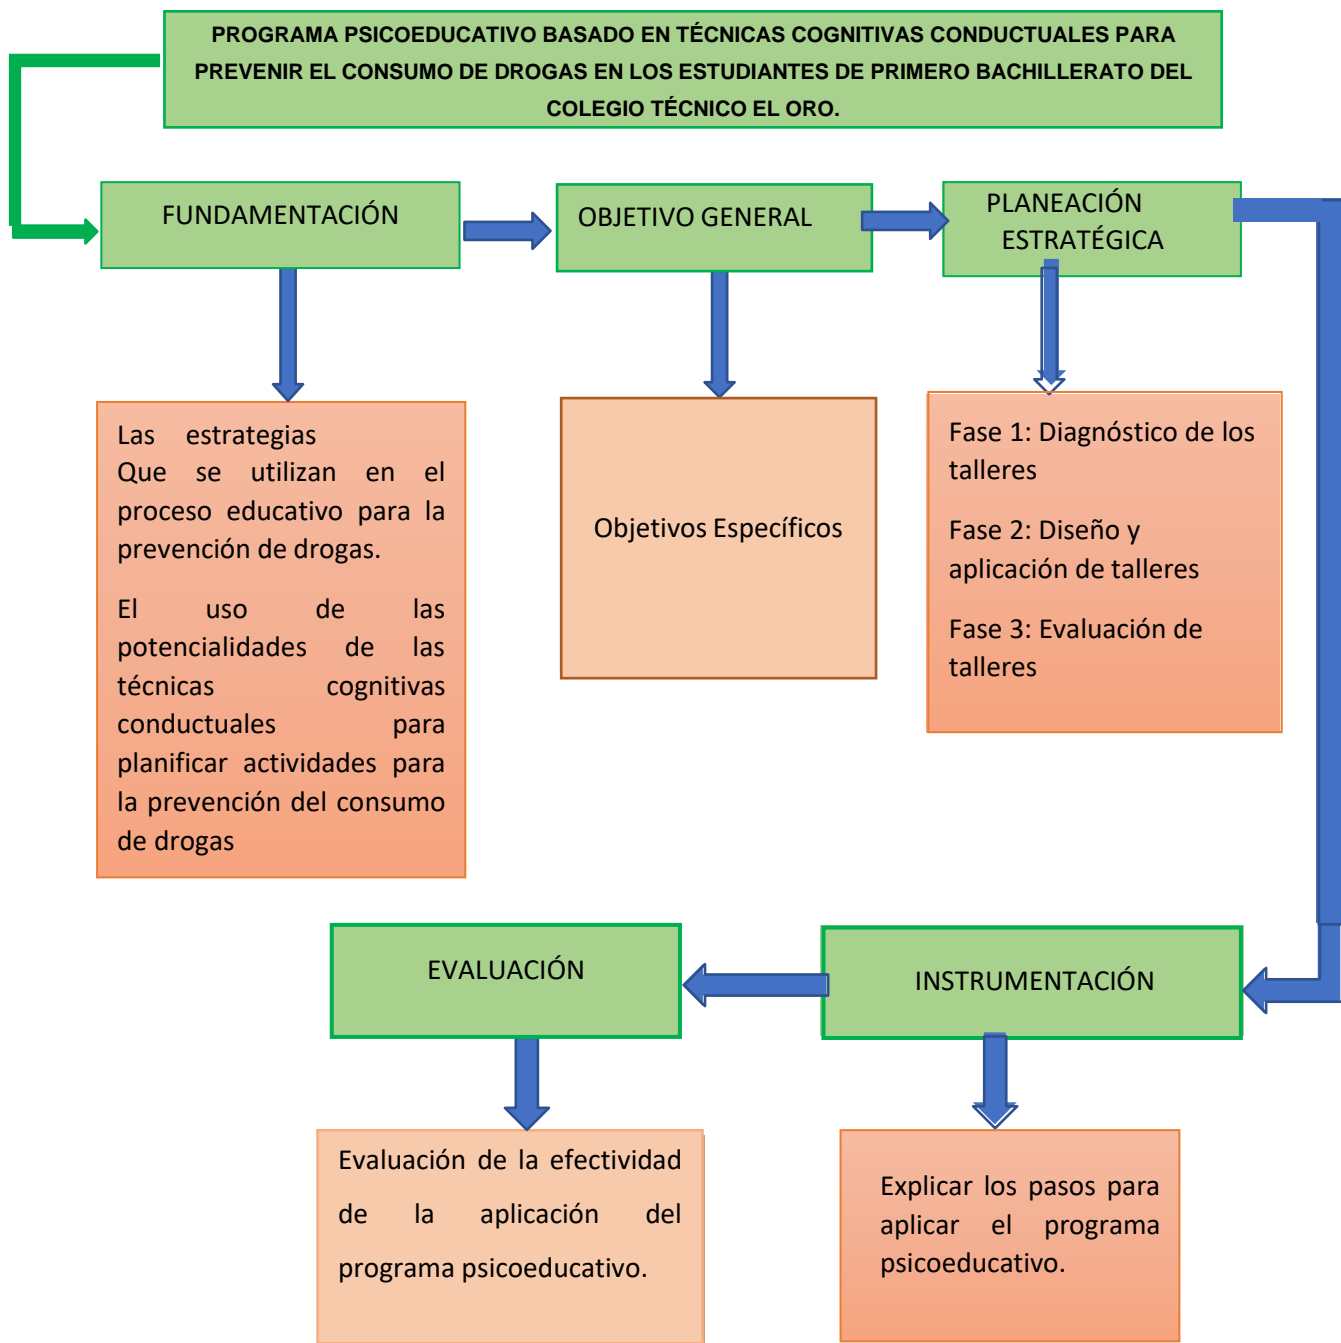 PROGRAMA PSICOEDUCATIVO BASADO EN TÉCNICAS COGNITIVAS CONDUCTUALES PARA
PREVENIR EL CONSUMO DE DROGAS EN LOS ESTUDIANTES DE PRIMERO BACHILLERATO DEL
COLEGIO TÉCNICO EL ORO.
FUNDAMENTACIÓN
OBJETIVO GENERAL
PLANEACIÓN
ESTRATÉGICA
Las estrategias
Que se utilizan en el
proceso educativo para la
prevención de drogas.
El uso de las
potencialidades de las
técnicas cognitivas
conductuales para
planificar actividades para
la prevención del consumo
de drogas
Objetivos Específicos
Fase 1: Diagnóstico de los
talleres
Fase 2: Diseño y
aplicación de talleres
Fase 3: Evaluación de
talleres
EVALUACIÓN
INSTRUMENTACIÓN
Evaluación de la efectividad
de la aplicación del
programa psicoeducativo.
Explicar los pasos para
aplicar el programa
psicoeducativo.